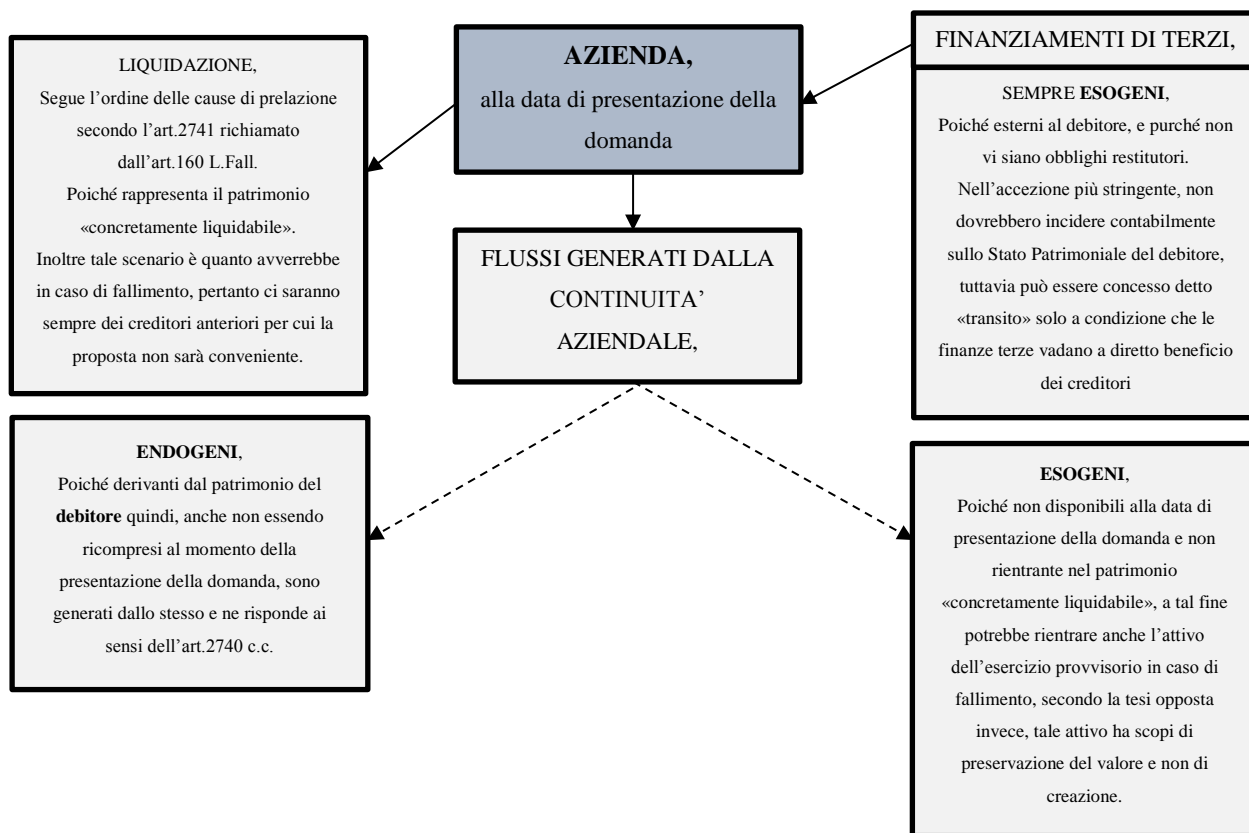 LIQUIDAZIONE,
Segue l’ordine delle cause di prelazione
secondo l’art.2741 richiamato
dall’art.160 L.Fall.
Poiché rappresenta il patrimonio
«concretamente liquidabile».
Inoltre tale scenario è quanto avverrebbe
in caso di fallimento, pertanto ci saranno
sempre dei creditori anteriori per cui la
proposta non sarà conveniente.
AZIENDA,
alla data di presentazione della
domanda
FINANZIAMENTI DI TERZI,
SEMPRE ESOGENI,
Poiché esterni al debitore, e purché non
vi siano obblighi restitutori.
Nell’accezione più stringente, non
dovrebbero incidere contabilmente
sullo Stato Patrimoniale del debitore,
tuttavia può essere concesso detto
«transito» solo a condizione che le
finanze terze vadano a diretto beneficio
dei creditori
FLUSSI GENERATI DALLA
CONTINUITA’
AZIENDALE,
ENDOGENI,
Poiché derivanti dal patrimonio del
debitore quindi, anche non essendo
ricompresi al momento della
presentazione della domanda, sono
generati dallo stesso e ne risponde ai
sensi dell’art.2740 c.c.
ESOGENI,
Poiché non disponibili alla data di
presentazione della domanda e non
rientrante nel patrimonio
«concretamente liquidabile», a tal fine
potrebbe rientrare anche l’attivo
dell’esercizio provvisorio in caso di
fallimento, secondo la tesi opposta
invece, tale attivo ha scopi di
preservazione del valore e non di
creazione.